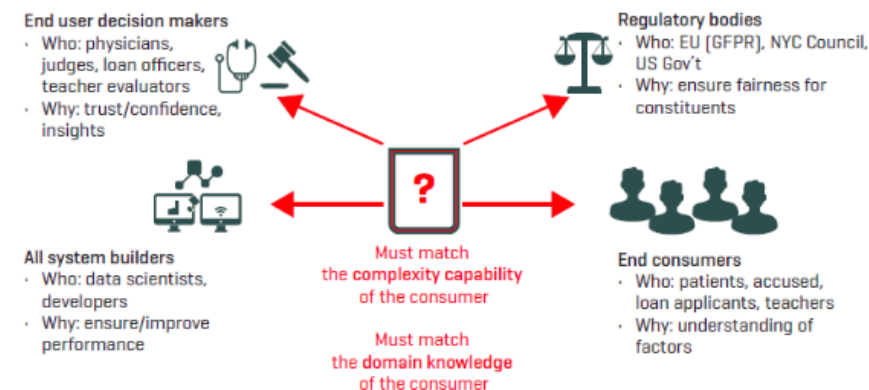 End user decision makers
· Who: physicians,
judges, loan officers,
teacher evaluators
· Why: trust/confidence,
insights
Regulatory bodies
· Who: EU (GFPR), NYC Council,
US Gov't
· Why: ensure fairness for
constituents
?
All system builders
· Who: data scientists,
developers
· Why: ensure/improve
performance
Must match
the complexity capability
of the consumer
Must match
the domain knowledge
of the consumer
End consumers
· Who: patients, accused,
loan applicants, teachers
· Why: understanding of
factors